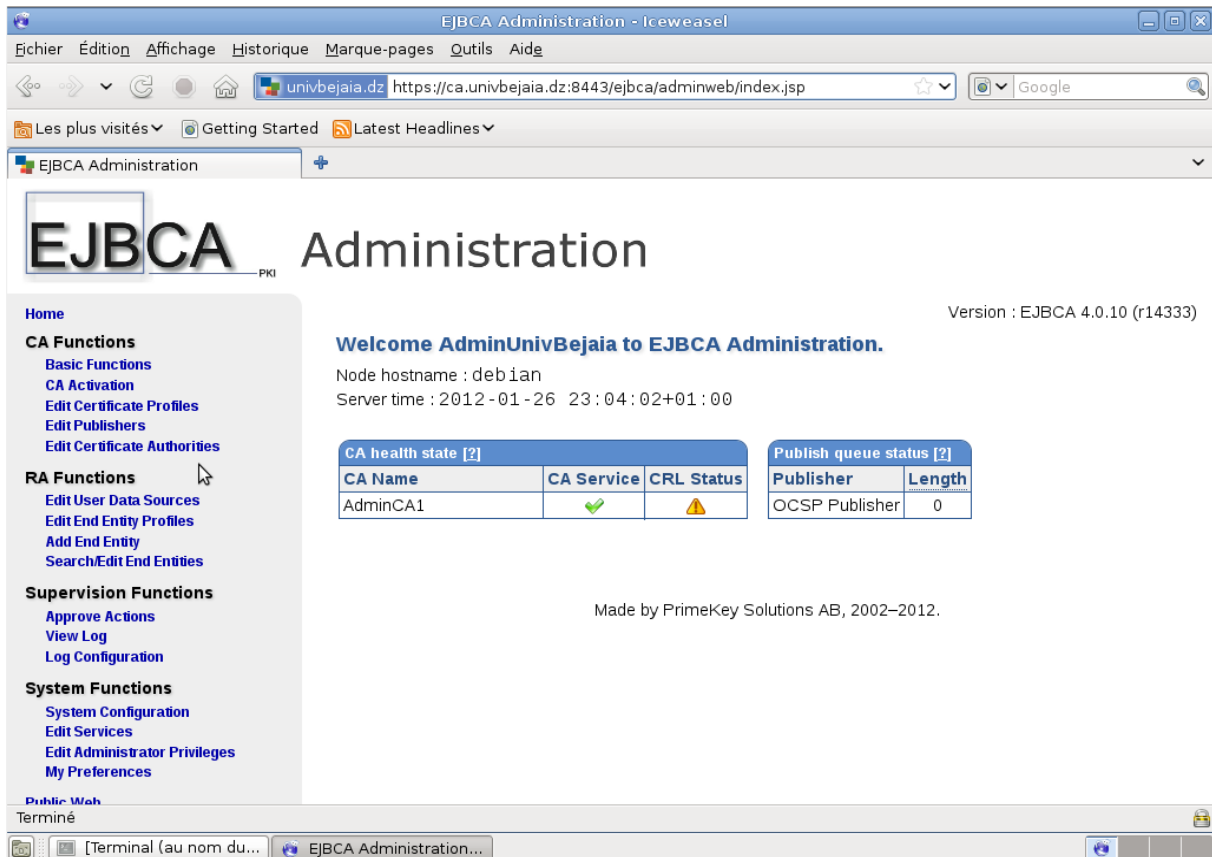 EJBCA Administration - Iceweasel
Fichier Édition Affichage Historique Marque-pages Outils Aide
univbejaia.dz https://ca.univbejaia.dz:8443/ejbca/adminweb/index.jsp Google
Les plus visités Getting Started Latest Headlines
EJBCA Administration
EJBCA PKI Administration
Version : EJBCA 4.0.10 (r14333)
Home
CA Functions
Basic Functions
CA Activation
Edit Certificate Profiles
Edit Publishers
Edit Certificate Authorities
RA Functions
Edit User Data Sources
Edit End Entity Profiles
Add End Entity
Search/Edit End Entities
Supervision Functions
Approve Actions
View Log
Log Configuration
System Functions
System Configuration
Edit Services
Edit Administrator Privileges
My Preferences
Public Web
Welcome AdminUnivBejaia to EJBCA Administration.
Node hostname : debian
Server time : 2012-01-26 23:04:02+01:00
CA health state [?]
CA Name CA Service CRL Status
AdminCA1
Publish queue status [?]
Publisher Length
OCSP Publisher 0
Made by PrimeKey Solutions AB, 2002–2012.
Terminé
[Terminal (au nom du... EJBCA Administration...